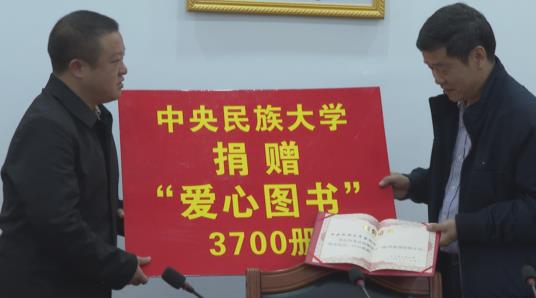 中央民族大学
捐赠
“爱心图书”
3700册